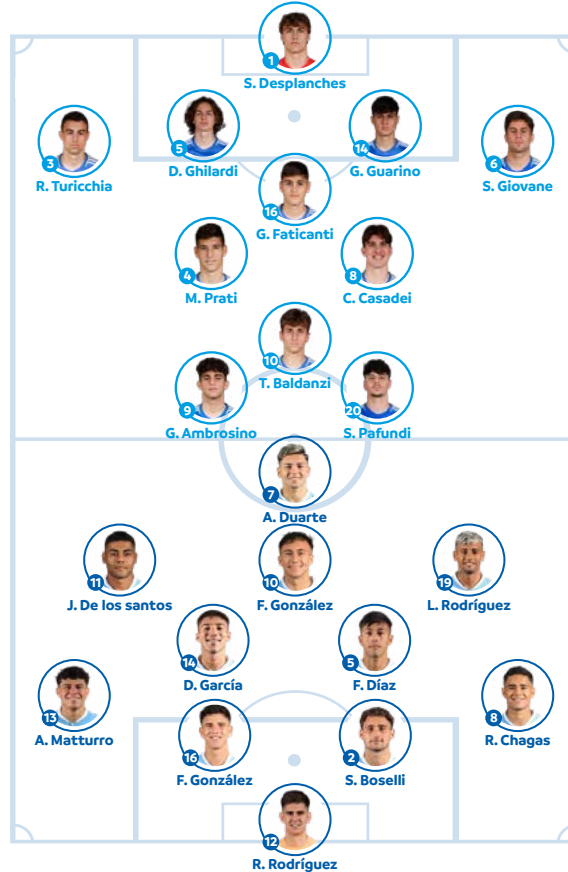 1
S. Desplanches
3
R. Turicchia
5
D. Ghilardi
14
G. Guarino
6
S. Giovane
16
G. Faticanti
4
M. Prati
8
C. Casadei
10
T. Baldanzi
9
G. Ambrosino
20
S. Pafundi
7
A. Duarte
11
J. De los santos
10
F. González
19
L. Rodríguez
14
D. García
5
F. Díaz
13
A. Matturro
8
R. Chagas
16
F. González
2
S. Boselli
12
R. Rodríguez